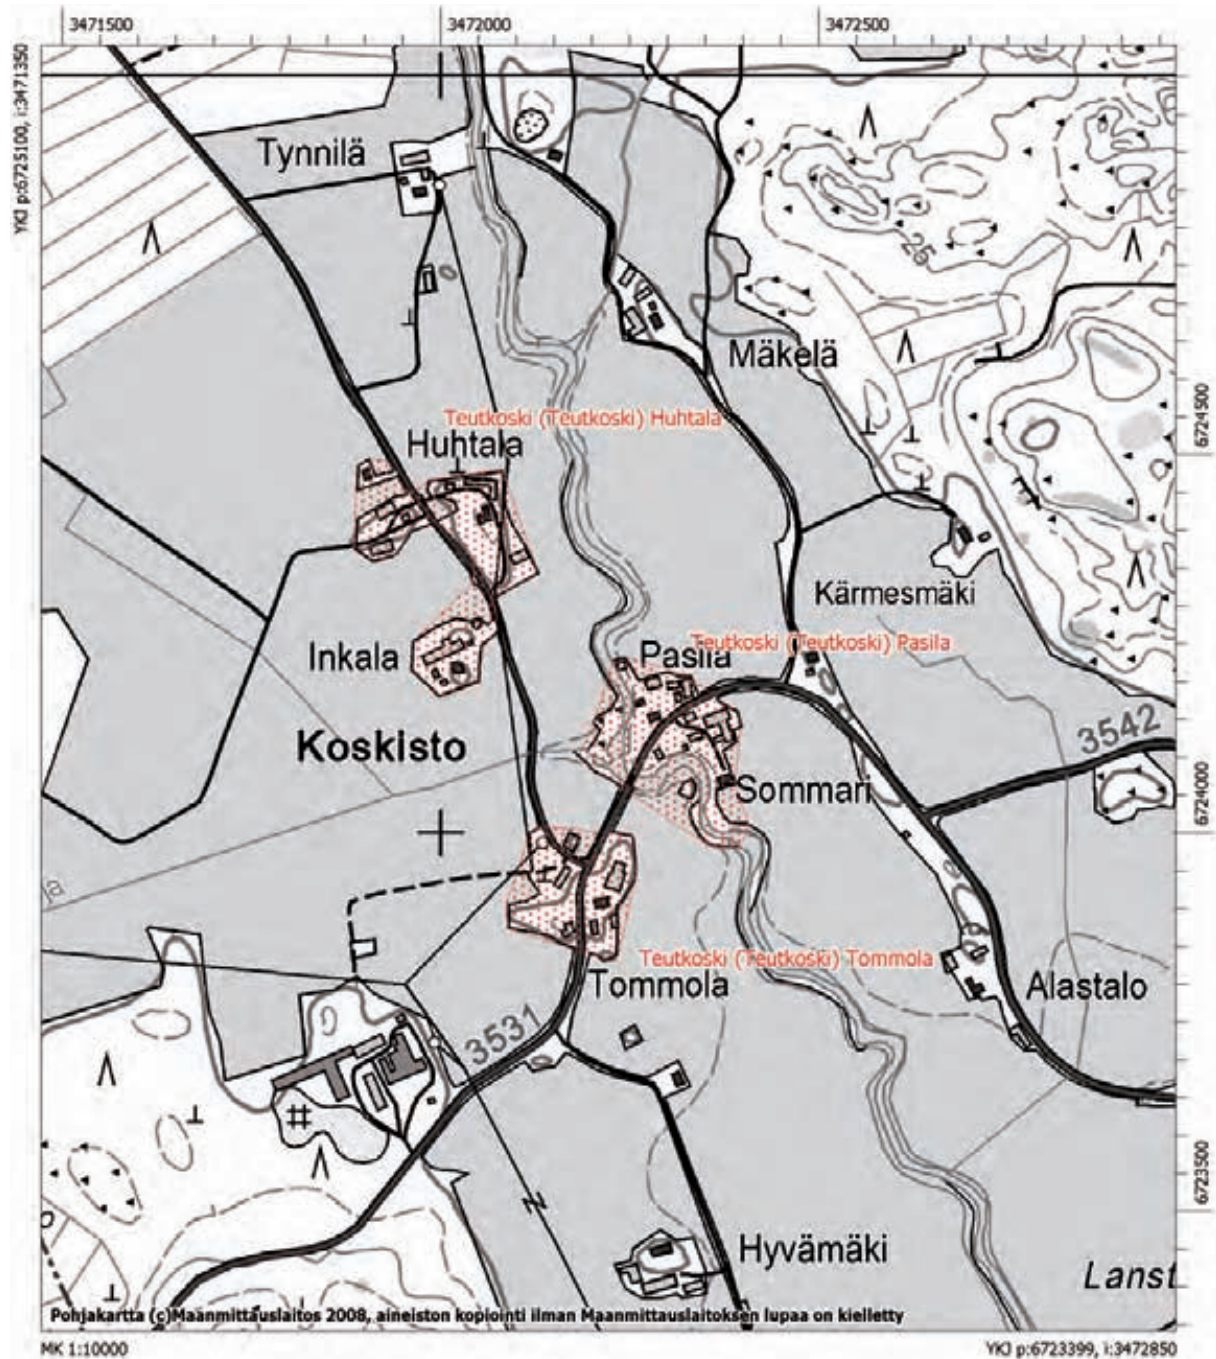 3471500
3472000
3472500
YKJ p:6725100, i:3471350
Tynnilä
25
Mäkelä
6724500
Teutkoski (Teutkoski) Huhtala
Huhtala
Kärmesmäki
Teutkoski (Teutkoski) Pasila
Pasila
Inkala
3542
Koskisto
Sommari
6724000
Teutkoski (Teutkoski) Tommola
Tommola
Alastalo
3531
6723500
Hyvämäki
Lanst
Pohjakartta (c)Maanmittauslaitos 2008, aineiston kopiointi ilman Maanmittauslaitoksen lupaa on kielletty
MK 1:10000
YKJ p:6723399, i:3472850